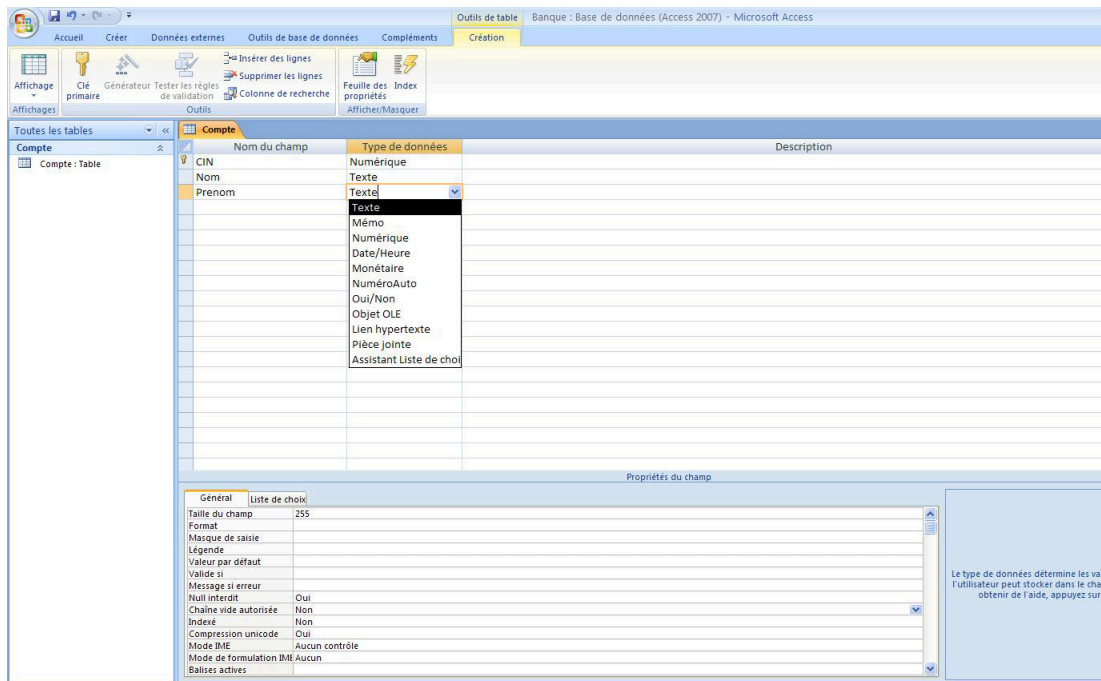 Outils de table Banque : Base de données (Access 2007) - Microsoft Access
Accueil Créer Données externes Outils de base de données Compléments Création
Affichage
Clé primaire
Générateur
Tester les règles de validation
Insérer des lignes
Supprimer les lignes
Colonne de recherche
Feuille des propriétés
Index
Affichages Outils Afficher/Masquer
Toutes les tables
Compte
Compte : Table
Compte
Nom du champ Type de données Description
CIN Numérique
Nom Texte
Prenom Texte
Texte
Mémo
Numérique
Date/Heure
Monétaire
NuméroAuto
Oui/Non
Objet OLE
Lien hypertexte
Pièce jointe
Assistant Liste de choi
Propriétés du champ
Général Liste de choix
Taille du champ 255
Format
Masque de saisie
Légende
Valeur par défaut
Valide si
Message si erreur
Null interdit Oui
Chaîne vide autorisée Non
Indexé Non
Compression unicode Oui
Mode IME Aucun contrôle
Mode de formulation IME Aucun
Balises actives
Le type de données détermine les va
l'utilisateur peut stocker dans le cha
obtenir de l'aide, appuyez sur